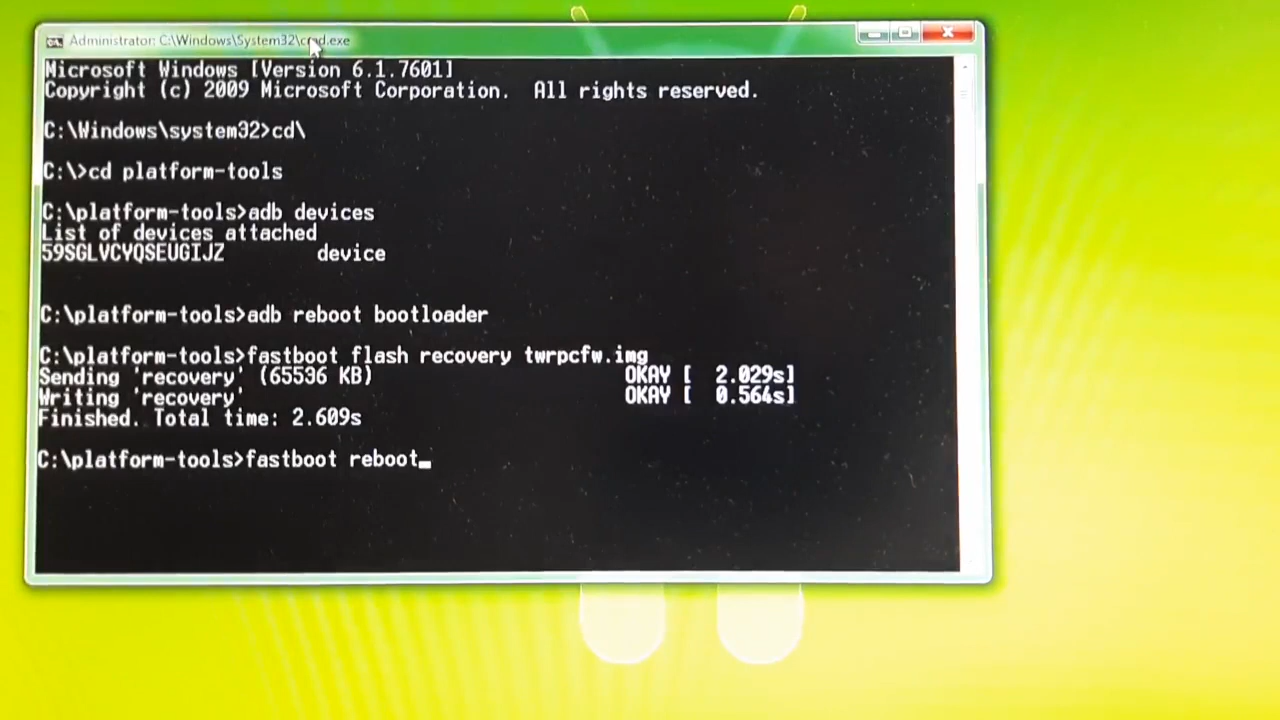 Administrator: C:\Windows\System32\cmd.exe
Microsoft Windows [Version 6.1.7601]
Copyright (c) 2009 Microsoft Corporation.  All rights reserved.
C:\Windows\system32>cd\
C:\>cd platform-tools
C:\platform-tools>adb devices
List of devices attached
59SGLVCYQSEUGIJZ        device
C:\platform-tools>adb reboot bootloader
C:\platform-tools>fastboot flash recovery twrpcfw.img
Sending 'recovery' (65536 KB)                      OKAY [  2.029s]
Writing 'recovery'                                 OKAY [  0.564s]
Finished. Total time: 2.609s
C:\platform-tools>fastboot reboot_